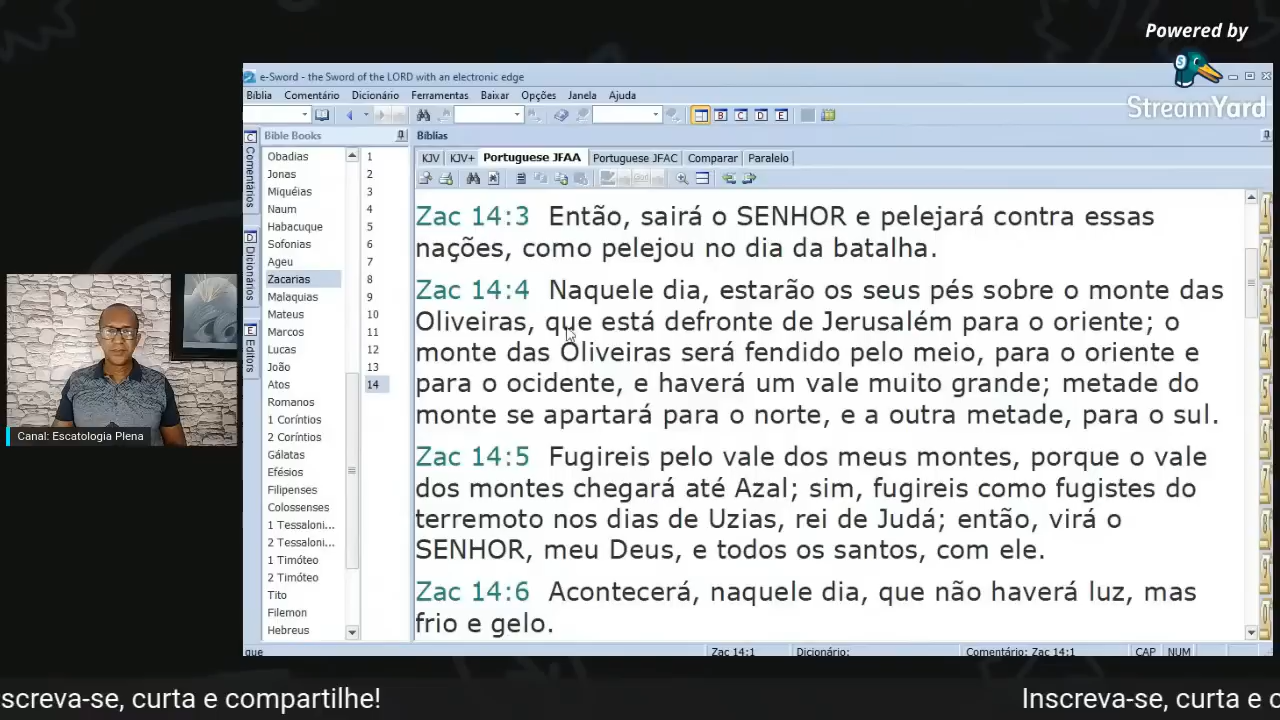 Powered by
StreamYard
e-Sword - the Sword of the LORD with an electronic edge
Bíblia Comentário Dicionário Ferramentas Baixar Opções Janela Ajuda
B C D E
Bible Books
Bíblias
C Comentários
D Dicionários
E Editors
Obadias
Jonas
Miquéias
Naum
Habacuque
Sofonias
Ageu
Zacarias
Malaquias
Mateus
Marcos
Lucas
João
Atos
Romanos
1 Coríntios
2 Coríntios
Gálatas
Efésios
Filipenses
Colossenses
1 Tessaloni...
2 Tessaloni...
1 Timóteo
2 Timóteo
Tito
Filemon
Hebreus
1
2
3
4
5
6
7
8
9
10
11
12
13
14
KJV KJV+ Portuguese JFAA Portuguese JFAC Comparar Paralelo
Zac 14:3 Então, sairá o SENHOR e pelejará contra essas
nações, como pelejou no dia da batalha.
Zac 14:4 Naquele dia, estarão os seus pés sobre o monte das
Oliveiras, que está defronte de Jerusalém para o oriente; o
monte das Oliveiras será fendido pelo meio, para o oriente e
para o ocidente, e haverá um vale muito grande; metade do
monte se apartará para o norte, e a outra metade, para o sul.
Zac 14:5 Fugireis pelo vale dos meus montes, porque o vale
dos montes chegará até Azal; sim, fugireis como fugistes do
terremoto nos dias de Uzias, rei de Judá; então, virá o
SENHOR, meu Deus, e todos os santos, com ele.
Zac 14:6 Acontecerá, naquele dia, que não haverá luz, mas
frio e gelo.
que Zac 14:1 Dicionário: Comentário: Zac 14:1 CAP NUM
Canal: Escatologia Plena
screva-se, curta e compartilhe! Inscreva-se, curta e c